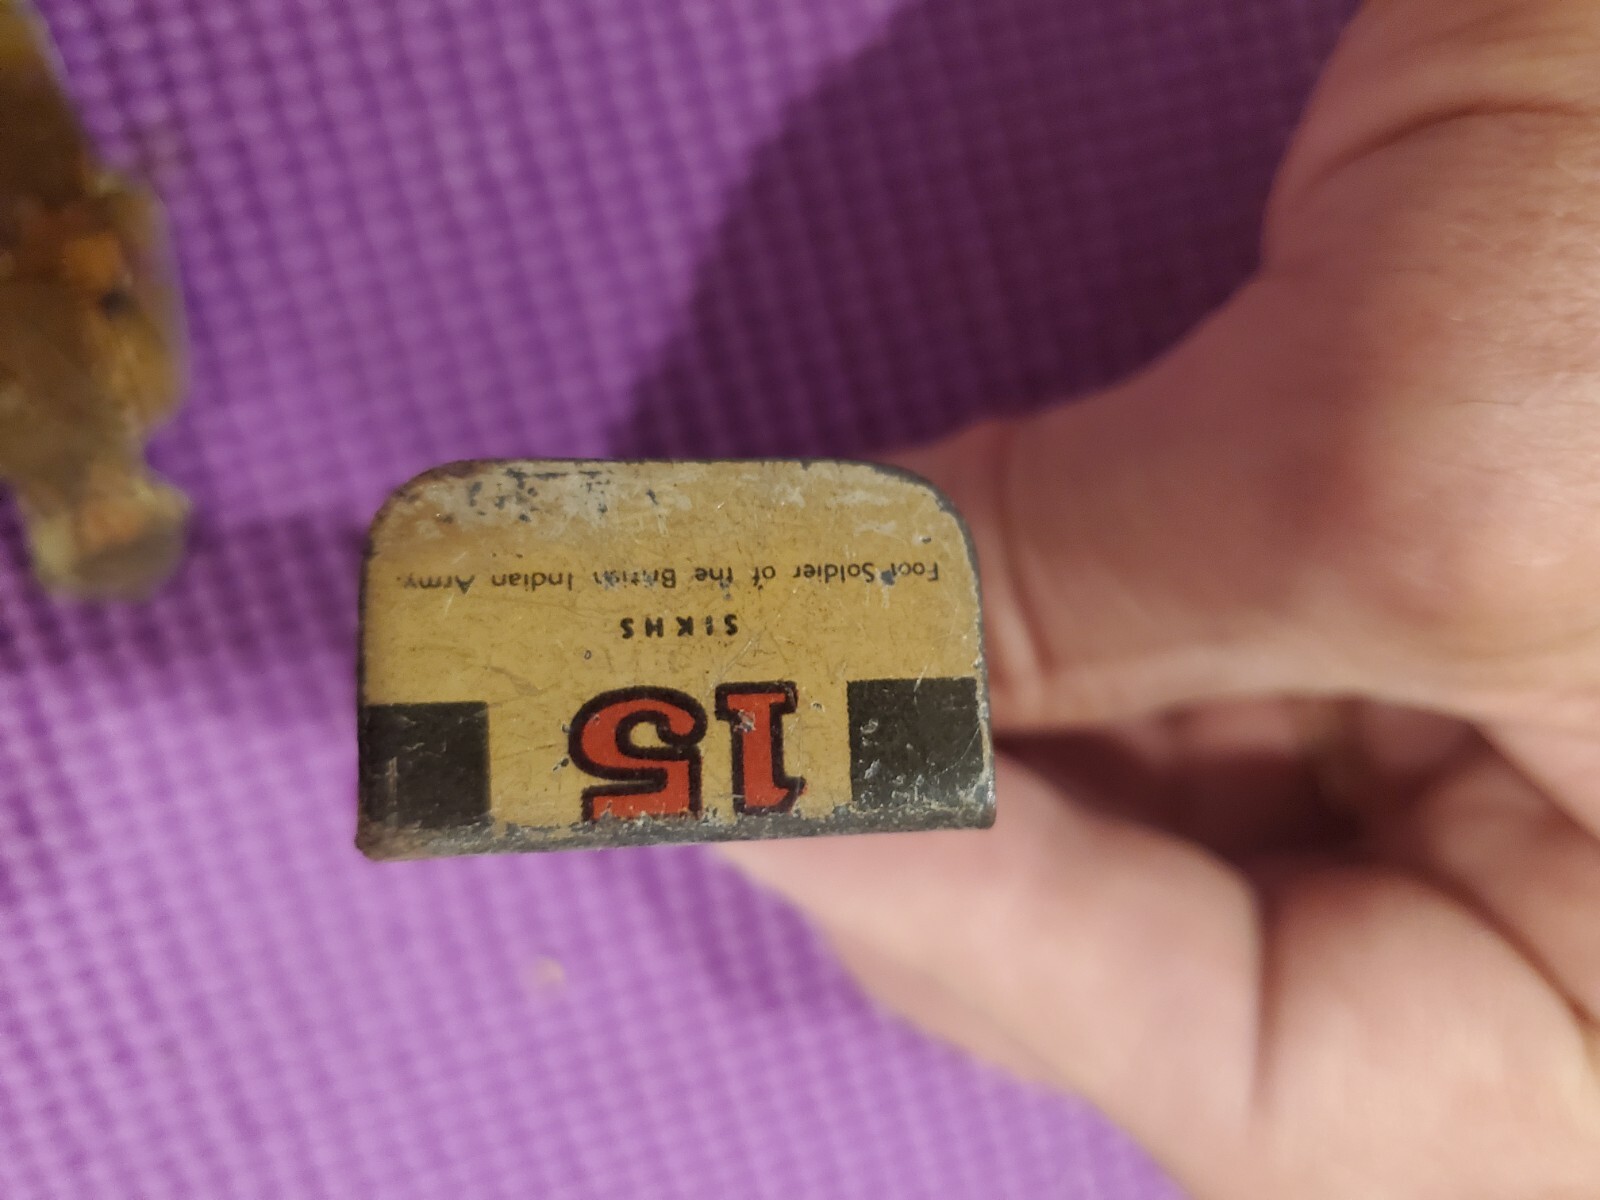 15
SIKHS
Foot Soldier of the British Indian Army.